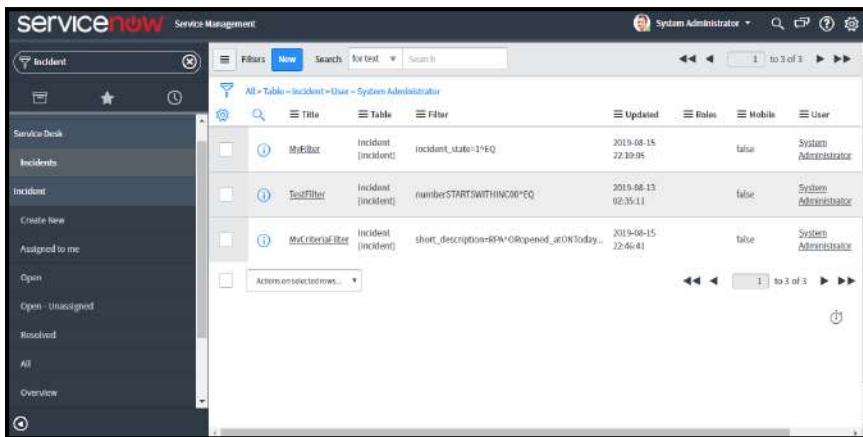 servicenow Service Management
System Administrator
Incident
Filters New Search for text Search
1 to 3 of 3
All > Table = Incident > User = System Administrator
Title Table Filter Updated Roles Mobile User
MyFilter Incident [incident] incident_state=1^EQ 2019-08-15 22:39:05 false System Administrator
TestFilter Incident [incident] numberSTARTSWITHINC00^EQ 2019-08-13 02:35:11 false System Administrator
MyCriteriaFilter Incident [incident] short_description=RPA^ORopened_atONToday... 2019-08-15 22:46:41 false System Administrator
Actions on selected rows...
1 to 3 of 3
Service Desk
Incidents
Incident
Create New
Assigned to me
Open
Open - Unassigned
Resolved
All
Overview